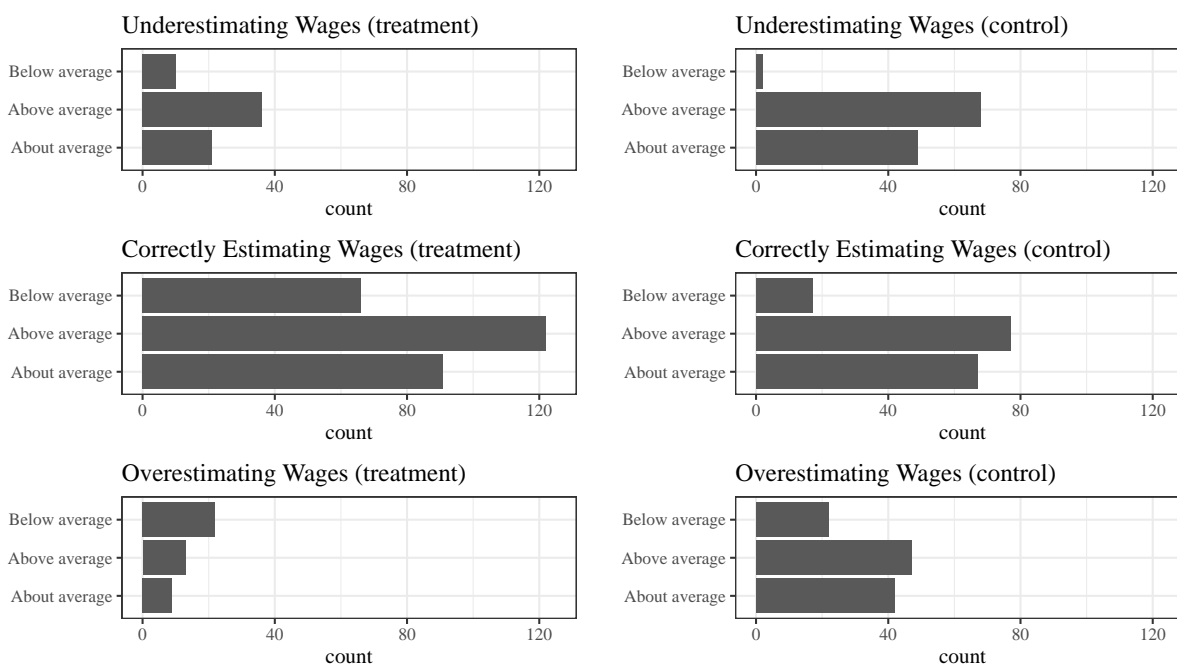 Underestimating Wages (treatment)
Below average
Above average
About average
0 40 80 120
count
Underestimating Wages (control)
Below average
Above average
About average
0 40 80 120
count
Correctly Estimating Wages (treatment)
Below average
Above average
About average
0 40 80 120
count
Correctly Estimating Wages (control)
Below average
Above average
About average
0 40 80 120
count
Overestimating Wages (treatment)
Below average
Above average
About average
0 40 80 120
count
Overestimating Wages (control)
Below average
Above average
About average
0 40 80 120
count